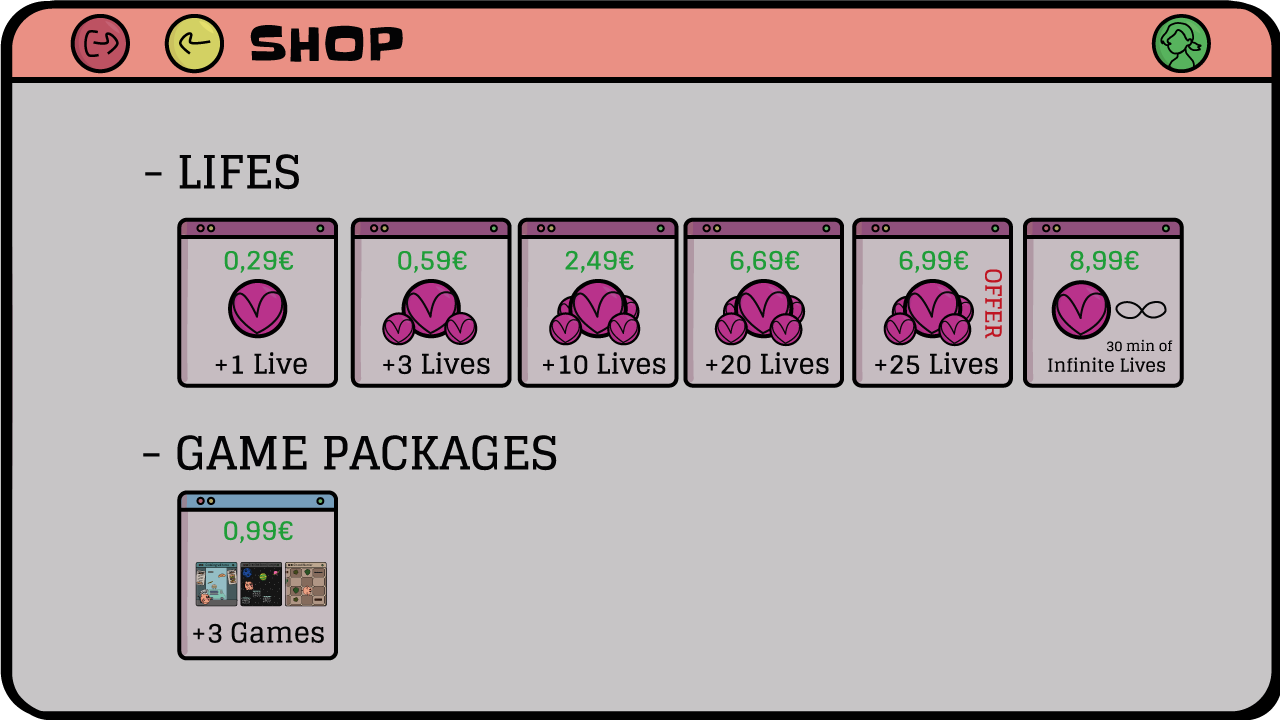 SHOP
- LIFES
0,29€
+1 Live
0,59€
+3 Lives
2,49€
+10 Lives
6,69€
+20 Lives
6,99€
OFFER
+25 Lives
8,99€
30 min of
Infinite Lives
- GAME PACKAGES
0,99€
+3 Games